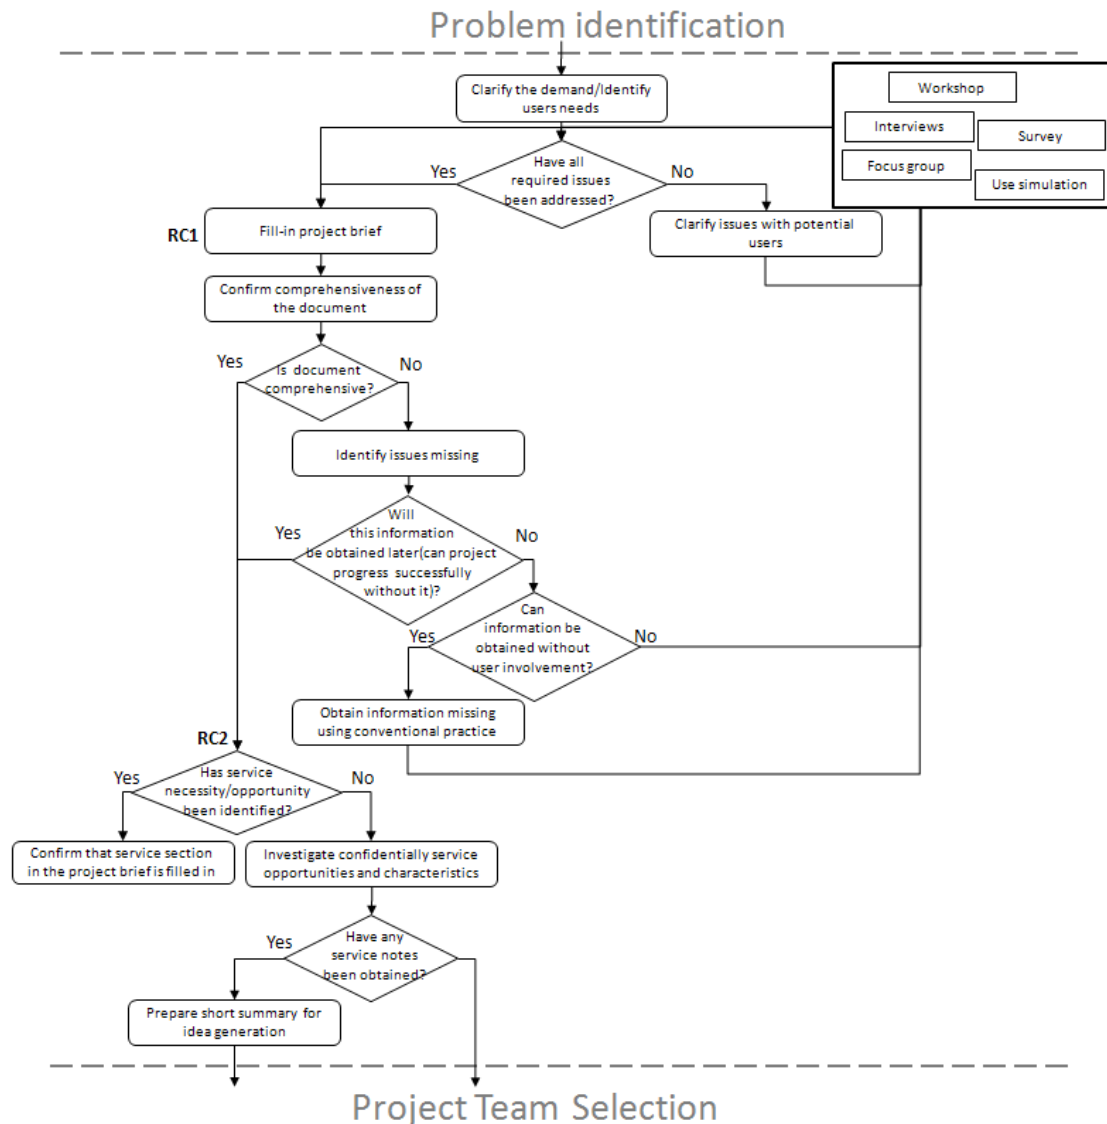 Problem identification
Clarify the demand/Identify
users needs
Workshop
Interviews
Survey
Focus group
Use simulation
Yes
Have all
required issues
been addressed?
No
RC1
Fill-in project brief
Clarify issues with potential
users
Confirm comprehensiveness of
the document
Yes
Is document
comprehensive?
No
Identify issues missing
Yes
Will
this information
be obtained later(can project
progress successfully
without it)?
No
Yes
Can
information be
obtained without
user involvement?
No
Obtain information missing
using conventional practice
RC2
Yes
Has service
necessity/opportunity
been identified?
No
Confirm that service section
in the project brief is filled in
Investigate confidentially service
opportunities and characteristics
Yes
Have any
service notes
been obtained?
Prepare short summary for
idea generation
Project Team Selection